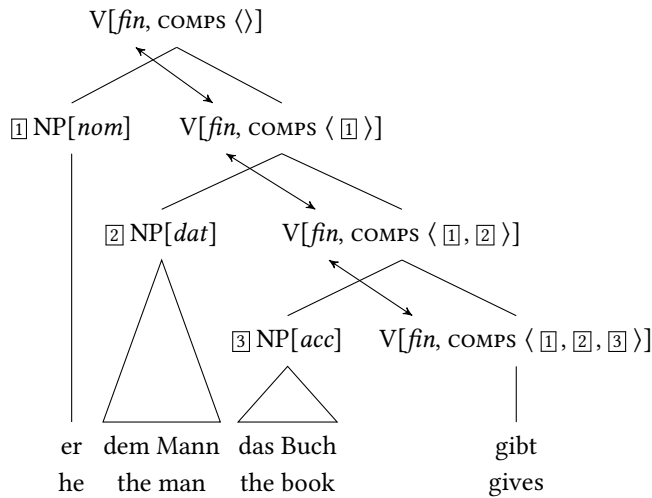 V[fin, COMPS ⟨⟩]
1 NP[nom] V[fin, COMPS ⟨ 1 ⟩]
2 NP[dat] V[fin, COMPS ⟨ 1 , 2 ⟩]
3 NP[acc] V[fin, COMPS ⟨ 1 , 2 , 3 ⟩]
er dem Mann das Buch gibt
he the man the book gives